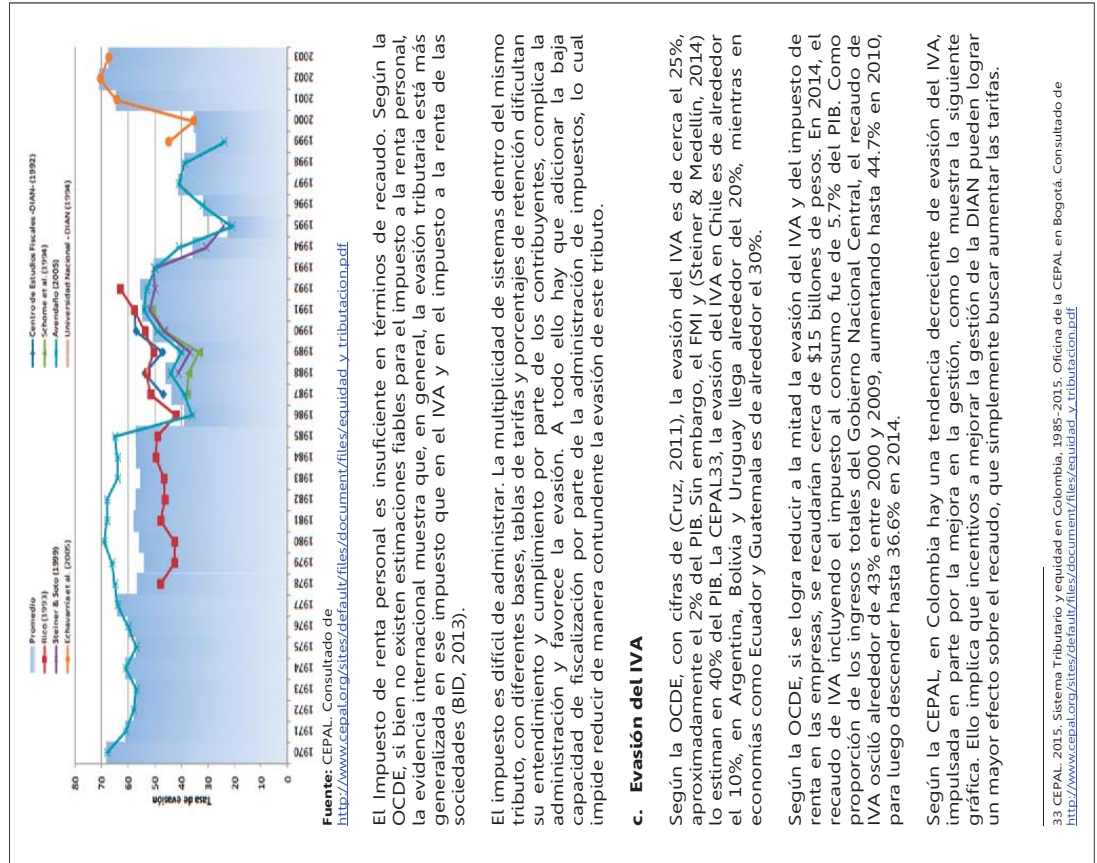 Promedio
Rico (1993)
Steiner & Soto (1999)
Echavarria et al. (2005)
Centro de Estudios Fiscales -DIAN- (1992)
Schome et al. (1994)
Avendaño (2005)
Universidad Nacional -DIAN (1994)
Tasa de evasión
80
70
60
50
40
30
20
10
0
1970 1971 1972 1973 1974 1975 1976 1977 1978 1979 1980 1981 1982 1983 1984 1985 1986 1987 1988 1989 1990 1991 1992 1993 1994 1995 1996 1997 1998 1999 2000 2001 2002 2003
Fuente: CEPAL. Consultado de
http://www.cepal.org/sites/default/files/document/files/equidad_y_tributacion.pdf
El Impuesto de renta personal es insuficiente en términos de recaudo. Según la
OCDE, si bien no existen estimaciones fiables para el impuesto a la renta personal,
la evidencia internacional muestra que, en general, la evasión tributaria está más
generalizada en ese impuesto que en el IVA y en el impuesto a la renta de las
sociedades (BID, 2013).
El impuesto es difícil de administrar. La multiplicidad de sistemas dentro del mismo
tributo, con diferentes bases, tablas de tarifas y porcentajes de retención dificultan
su entendimiento y cumplimiento por parte de los contribuyentes, complica la
administración y favorece la evasión. A todo ello hay que adicionar la baja
capacidad de fiscalización por parte de la administración de impuestos, lo cual
impide reducir de manera contundente la evasión de este tributo.
c. Evasión del IVA
Según la OCDE, con cifras de (Cruz, 2011), la evasión del IVA es de cerca el 25%,
aproximadamente el 2% del PIB. Sin embargo, el FMI y (Steiner & Medellín, 2014)
lo estiman en 40% del PIB. La CEPAL33, la evasión del IVA en Chile es de alrededor
el 10%, en Argentina, Bolivia y Uruguay llega alrededor del 20%, mientras en
economías como Ecuador y Guatemala es de alrededor el 30%.
Según la OCDE, si se logra reducir a la mitad la evasión del IVA y del impuesto de
renta en las empresas, se recaudarían cerca de $15 billones de pesos. En 2014, el
recaudo de IVA incluyendo el impuesto al consumo fue de 5.7% del PIB. Como
proporción de los ingresos totales del Gobierno Nacional Central, el recaudo de
IVA osciló alrededor de 43% entre 2000 y 2009, aumentando hasta 44.7% en 2010,
para luego descender hasta 36.6% en 2014.
Según la CEPAL, en Colombia hay una tendencia decreciente de evasión del IVA,
impulsada en parte por la mejora en la gestión, como lo muestra la siguiente
gráfica. Ello implica que incentivos a mejorar la gestión de la DIAN pueden lograr
un mayor efecto sobre el recaudo, que simplemente buscar aumentar las tarifas.
33 CEPAL. 2015. Sistema Tributario y equidad en Colombia, 1985-2015. Oficina de la CEPAL en Bogotá. Consultado de
http://www.cepal.org/sites/default/files/document/files/equidad_y_tributacion.pdf